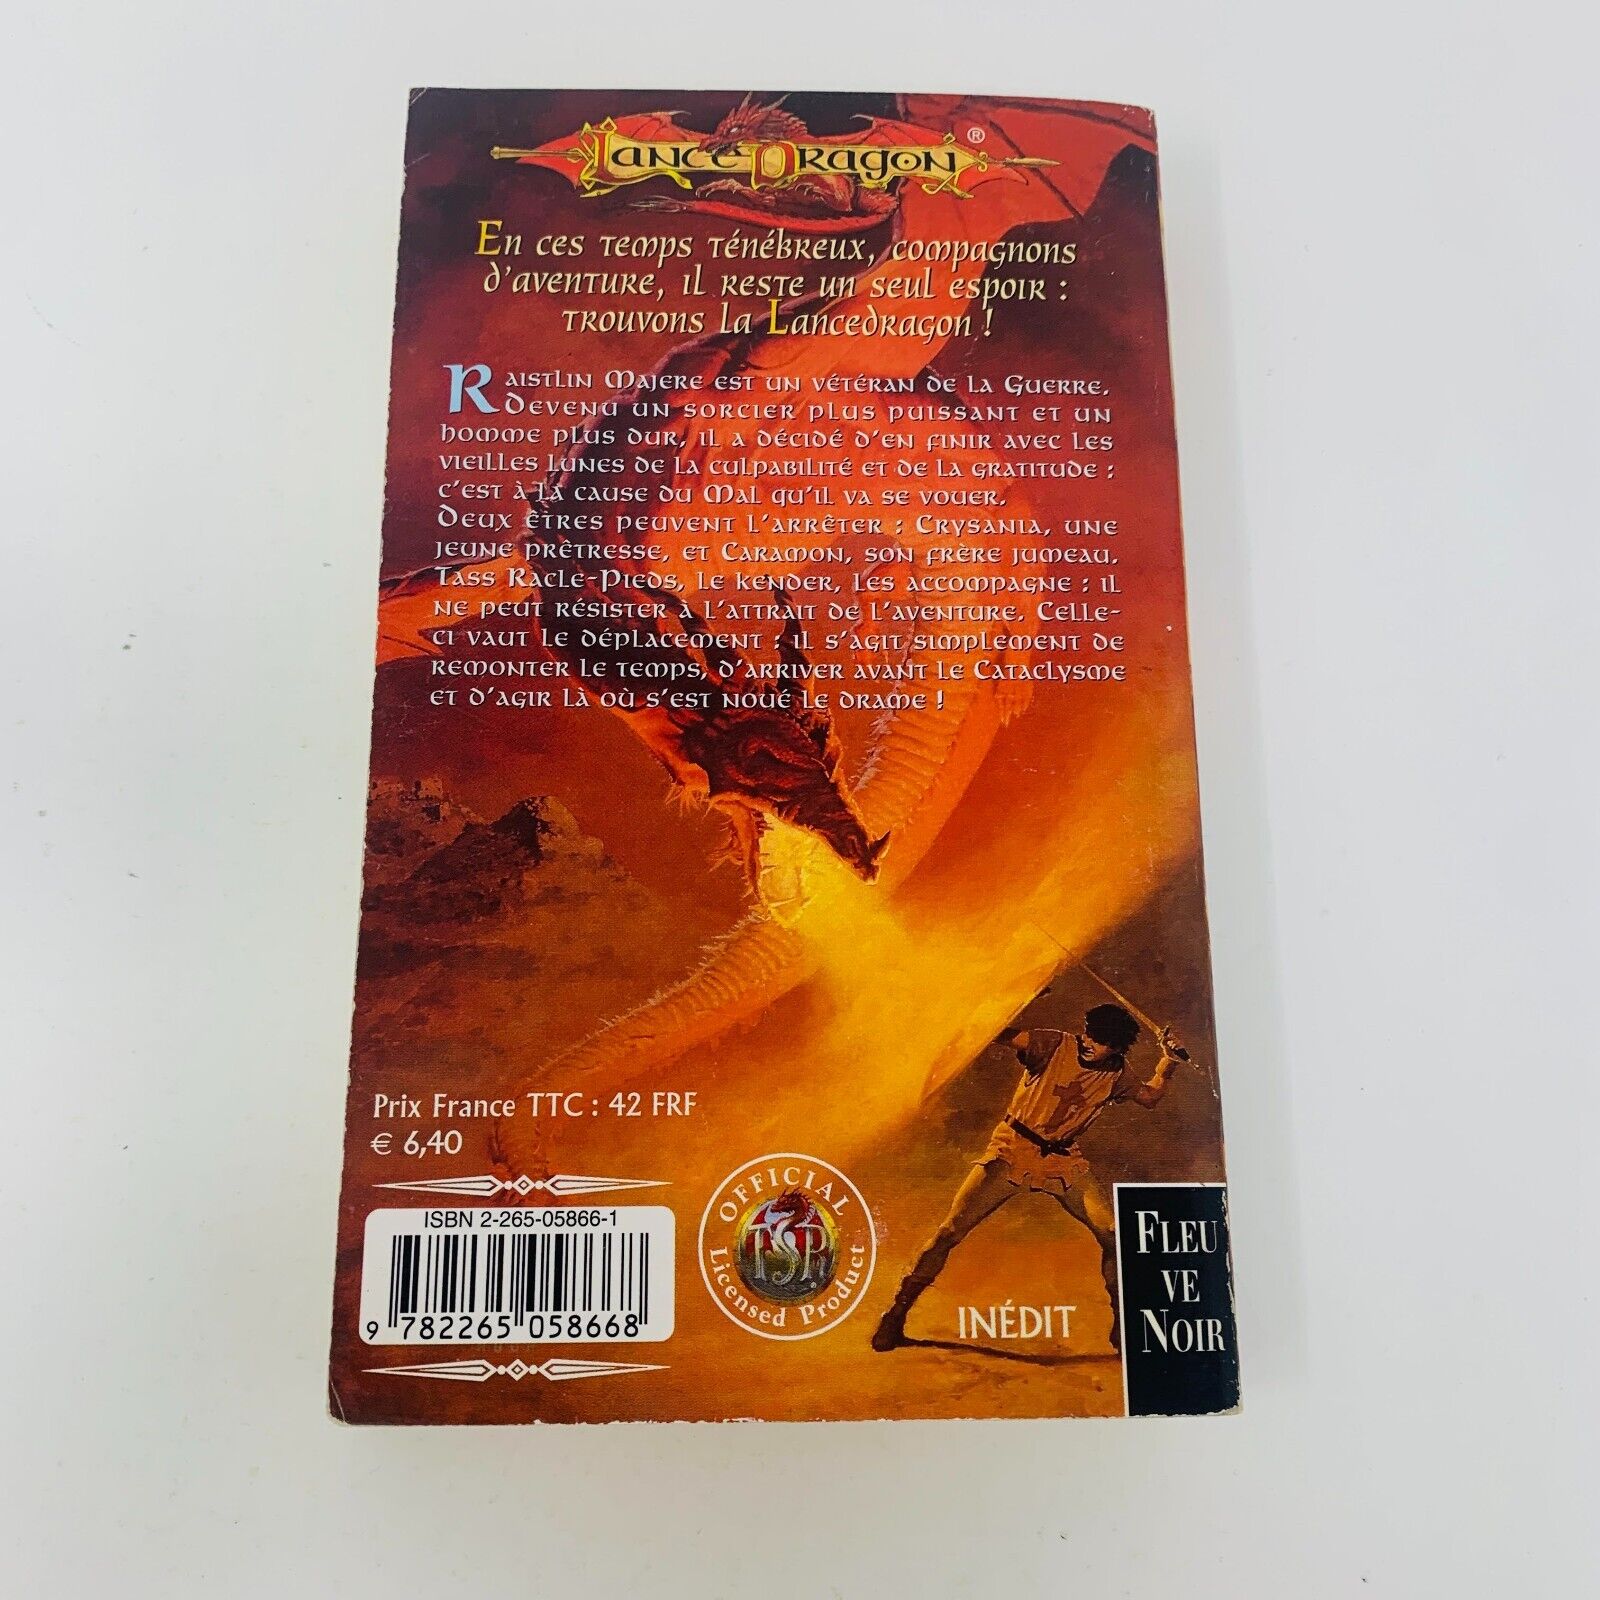 LanceDragon®
En ces temps ténébreux, compagnons
d'aventure, il reste un seul espoir :
trouvons la Lancedragon !
Raistlin Majere est un vétéran de la Guerre.
Devenu un sorcier plus puissant et un
homme plus dur, il a décidé d'en finir avec les
vieilles lunes de la culpabilité et de la gratitude :
c'est à la cause du Mal qu'il va se vouer.
Deux êtres peuvent l'arrêter : Crysania, une
jeune prêtresse, et Caramon, son frère jumeau.
Tass Racle-Pieds, le kender, les accompagne : il
ne peut résister à l'attrait de l'aventure. Celle-
ci vaut le déplacement : il s'agit simplement de
remonter le temps, d'arriver avant le Cataclysme
et d'agir là où s'est noué le drame !
Prix France TTC : 42 FRF
€ 6,40
ISBN 2-265-05866-1
9 782265 058668
OFFICIAL
TSR
Licensed Product
INÉDIT
FLEU
VE
NOIR